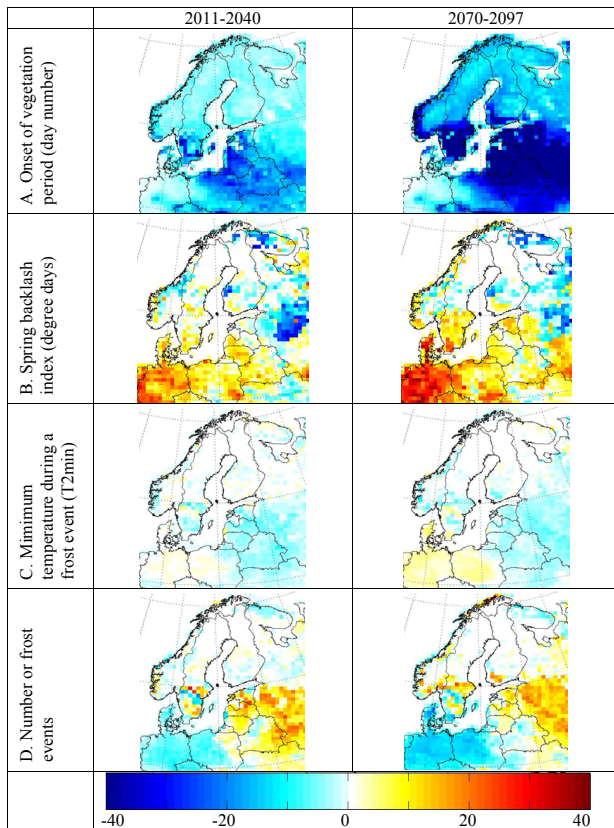 2011-2040 2070-2097
A. Onset of vegetation
period (day number)
B. Spring backlash
index (degree days)
C. Mimimum
temperature during a
frost event (T2min)
D. Number or frost
events
-40 -20 0 20 40